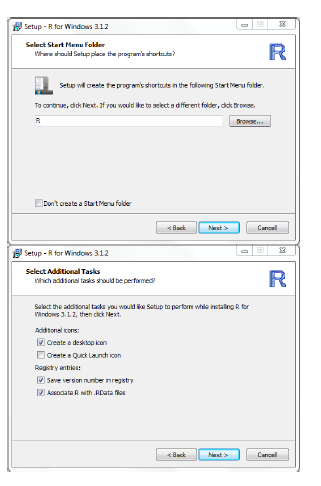 Setup - R for Windows 3.1.2
Select Start Menu Folder
Where should Setup place the program's shortcuts?
R
Setup will create the program's shortcuts in the following Start Menu folder.
To continue, click Next. If you would like to select a different folder, click Browse.
R
Browse...
Don't create a Start Menu folder
< Back
Next >
Cancel
Setup - R for Windows 3.1.2
Select Additional Tasks
Which additional tasks should be performed?
R
Select the additional tasks you would like Setup to perform while installing R for
Windows 3.1.2, then click Next.
Additional icons:
Create a desktop icon
Create a Quick Launch icon
Registry entries:
Save version number in registry
Associate R with .RData files
< Back
Next >
Cancel